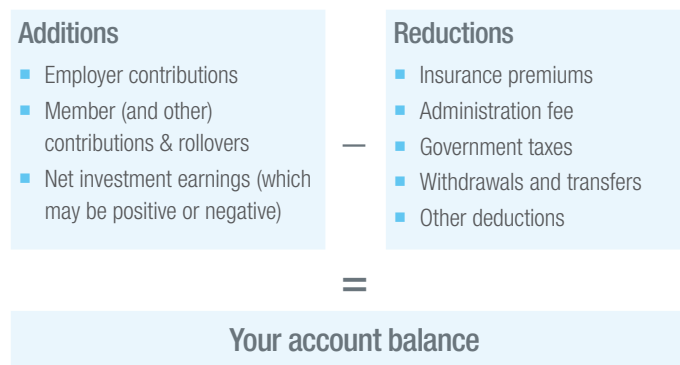 Additions
Employer contributions
Member (and other)
contributions & rollovers
Net investment earnings (which
may be positive or negative)
–
Reductions
Insurance premiums
Administration fee
Government taxes
Withdrawals and transfers
Other deductions
=
Your account balance